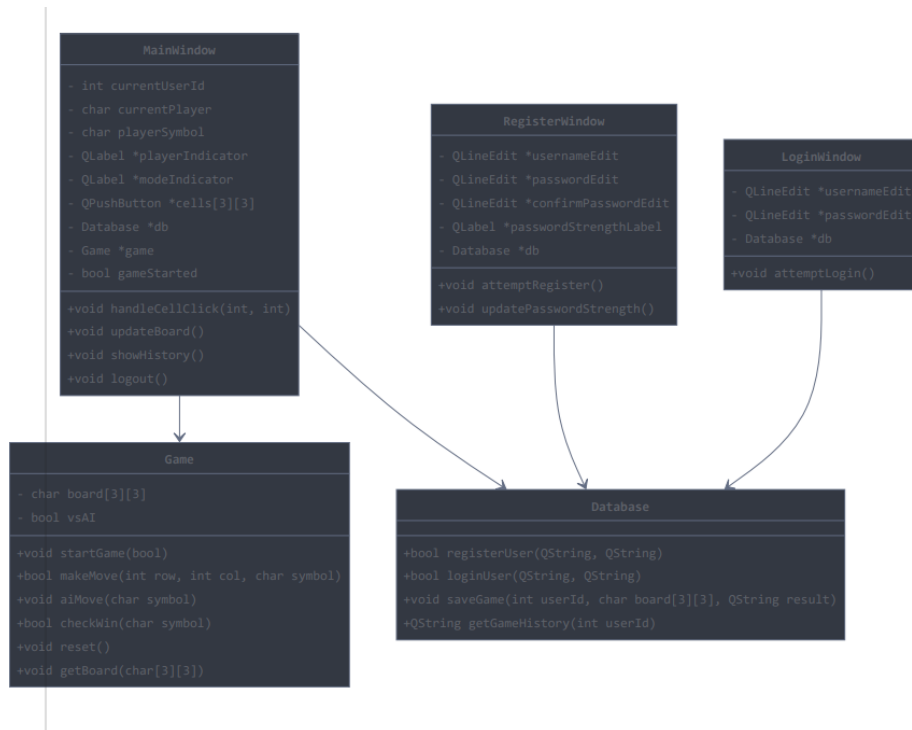 MainWindow
- int currentUserId
- char currentPlayer
- char playerSymbol
- QLabel *playerIndicator
- QLabel *modeIndicator
- QPushButton *cells[3][3]
- Database *db
- Game *game
- bool gameStarted
+void handleCellClick(int, int)
+void updateBoard()
+void showHistory()
+void logout()
RegisterWindow
- QLineEdit *usernameEdit
- QLineEdit *passwordEdit
- QLineEdit *confirmPasswordEdit
- QLabel *passwordStrengthLabel
- Database *db
+void attemptRegister()
+void updatePasswordStrength()
LoginWindow
- QLineEdit *usernameEdit
- QLineEdit *passwordEdit
- Database *db
+void attemptLogin()
Game
- char board[3][3]
- bool vsAI
+void startGame(bool)
+bool makeMove(int row, int col, char symbol)
+void aiMove(char symbol)
+bool checkWin(char symbol)
+void reset()
+void getBoard(char[3][3])
Database
+bool registerUser(QString, QString)
+bool loginUser(QString, QString)
+void saveGame(int userId, char board[3][3], QString result)
+QString getGameHistory(int userId)